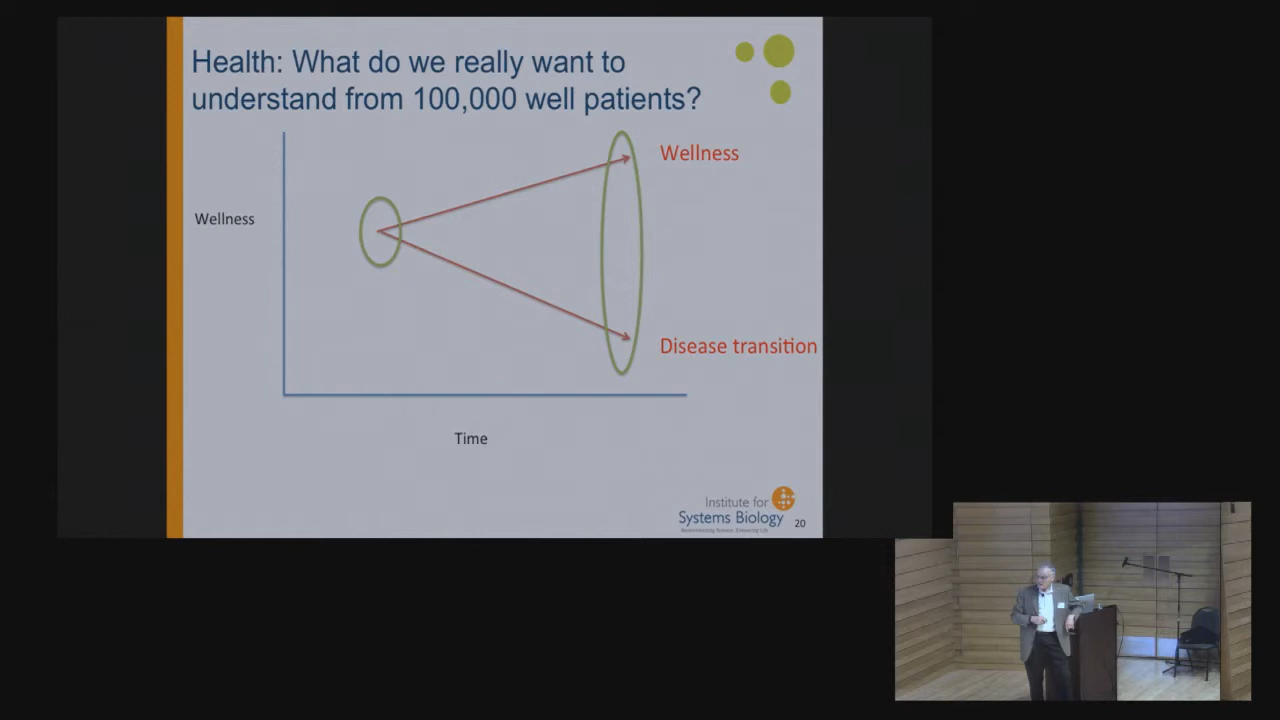 Health: What do we really want to
understand from 100,000 well patients?
Wellness
Wellness
Disease transition
Time
Institute for
Systems Biology
20